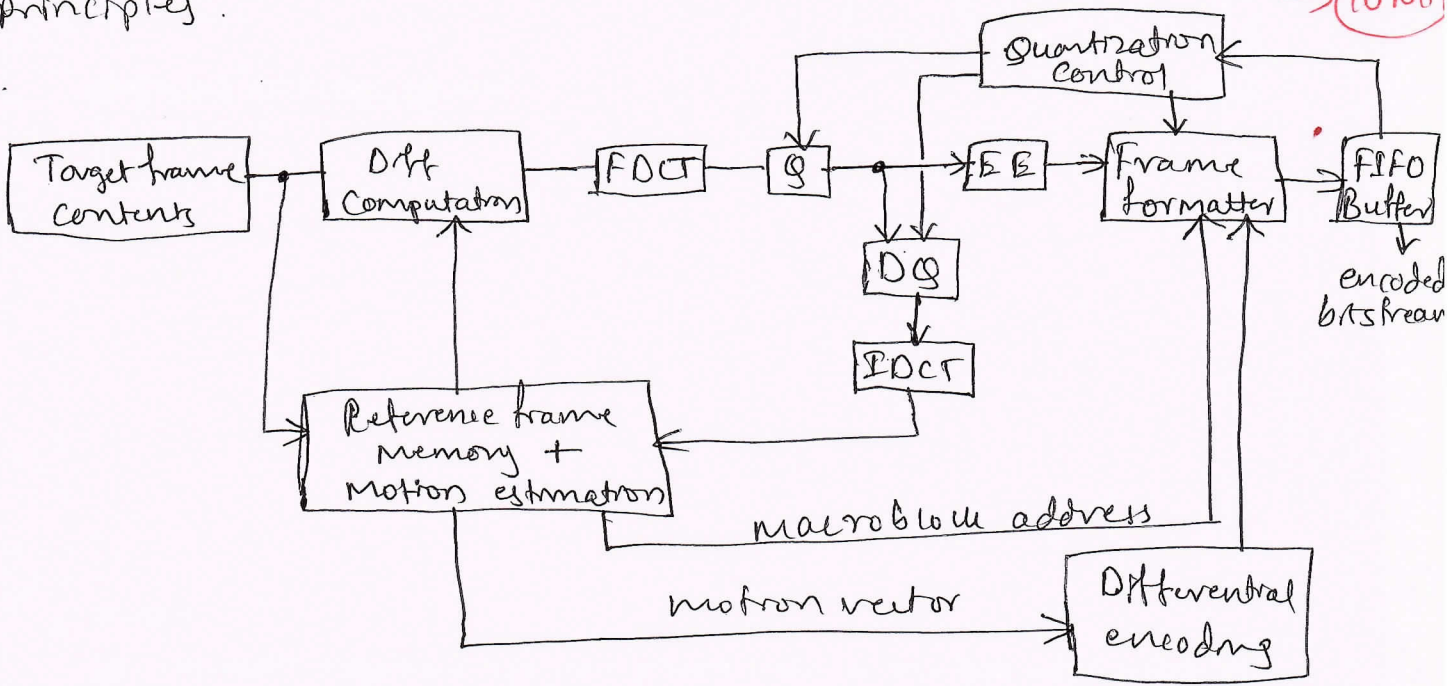 principles.
Quantization
Control
Target frame
Contents
Diff
Computation
FDCT
Q
EE
Frame
formatter
FIFO
Buffer
encoded
DQ
IDCT
Reference frame
Memory +
Motion estimation
macroblock address
motion vector
Differential
encoding